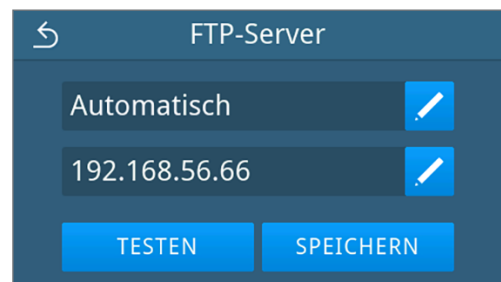 FTP-Server
Automatisch
192.168.56.66
TESTEN SPEICHERN